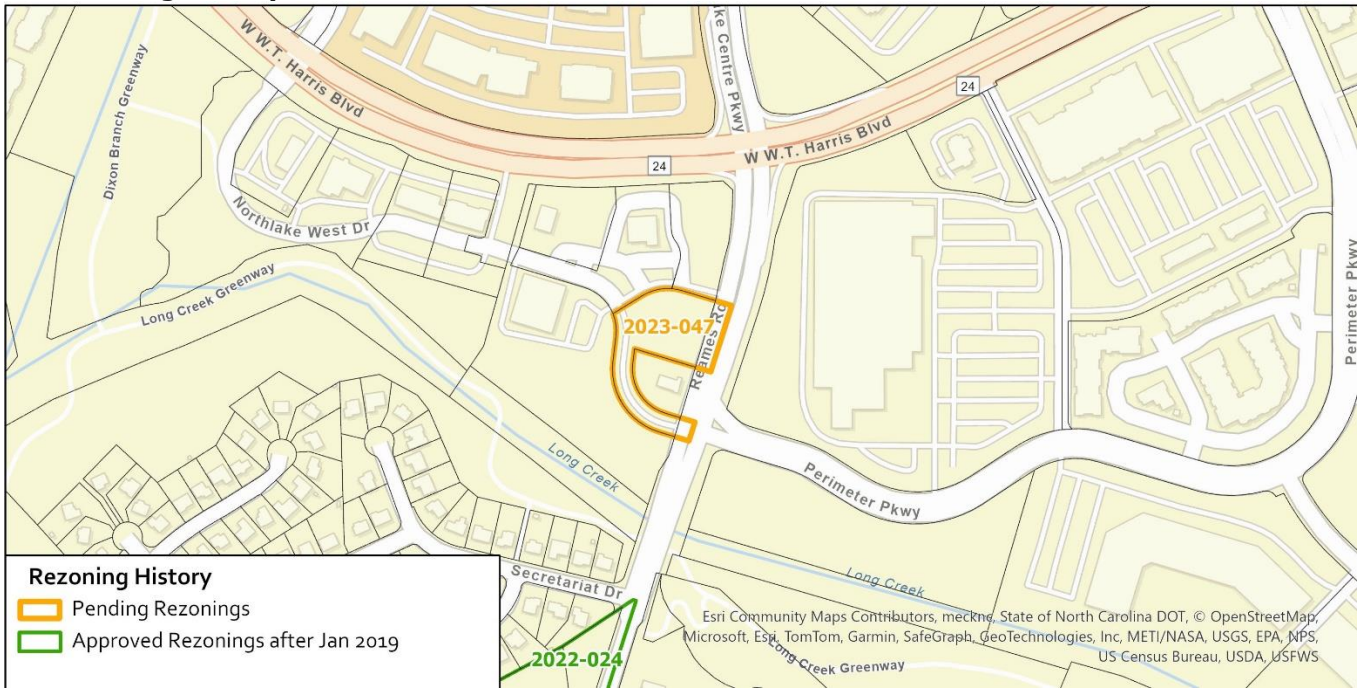 W W.T. Harris Blvd
ke Centre Pkwy
24
Dixon Branch Greenway
24
W W.T. Harris Blvd
Northlake West Dr
Long Creek Greenway
2023-047
Reames Rd
Perimeter Pkwy
Long Creek
Perimeter Pkwy
Secretariat Dr
Long Creek
2022-024
Long Creek Greenway
Rezoning History
Pending Rezonings
Approved Rezonings after Jan 2019
Esri Community Maps Contributors, meckne, State of North Carolina DOT, © OpenStreetMap,
Microsoft, Esri, TomTom, Garmin, SafeGraph, GeoTechnologies, Inc, METI/NASA, USGS, EPA, NPS,
US Census Bureau, USDA, USFWS